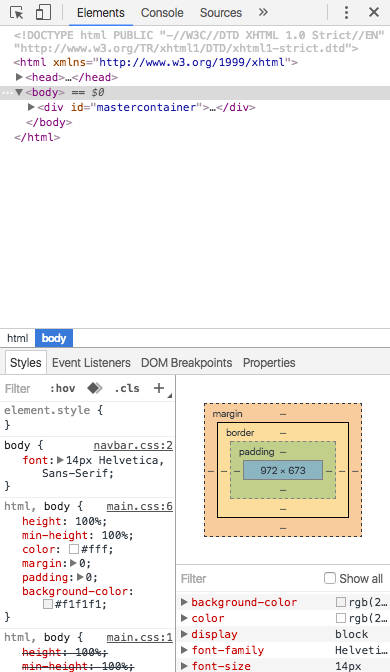 Elements Console Sources »
<!DOCTYPE html PUBLIC "-//W3C//DTD XHTML 1.0 Strict//EN"
"http://www.w3.org/TR/xhtml1/DTD/xhtml1-strict.dtd">
<html xmlns="http://www.w3.org/1999/xhtml">
▶<head>…</head>
…▼<body> == $0
▶<div id="mastercontainer">…</div>
</body>
</html>
html body
Styles Event Listeners DOM Breakpoints Properties
Filter :hov .cls +
element.style {
}
body { navbar.css:2
font:▶14px Helvetica,
Sans-Serif;
}
html, body { main.css:6
height: 100%;
min-height: 100%;
color: #fff;
margin:▶0;
padding:▶0;
background-color:
#f1f1f1;
}
html, body { main.css:1
height: 100%;
min-height: 100%;
margin –
border –
padding –
– – – 972 × 673 – – –
–
–
–
Filter Show all
▶background-color rgb(2…
▶color rgb(2…
▶display block
▶font-family Helveti…
▶font-size 14px